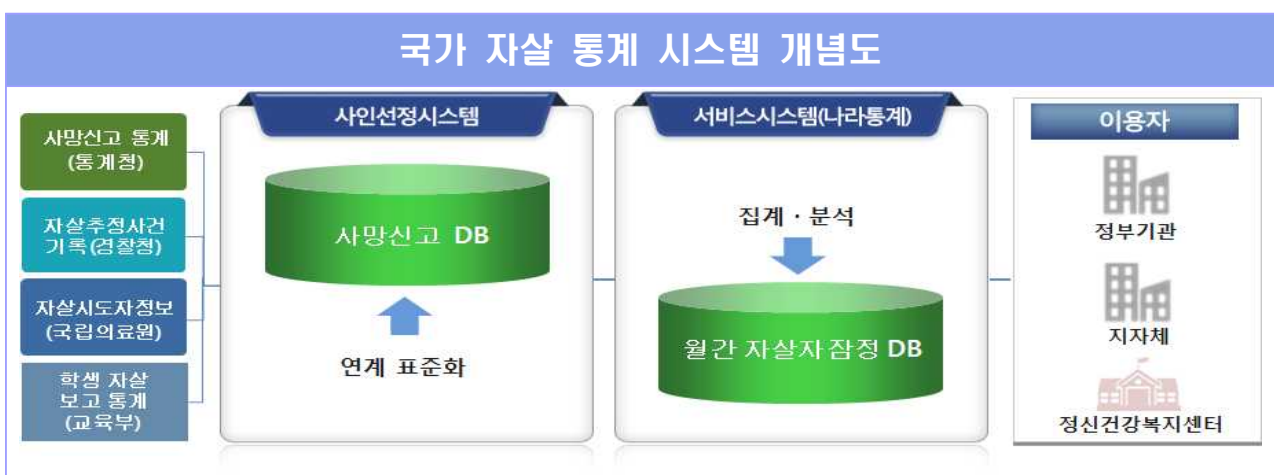 국가 자살 통계 시스템 개념도
사망신고 통계
(통계청)
자살추정사건
기록(경찰청)
자살시도자정보
(국립의료원)
학생 자살
보고 통계
(교육부)
사인선정시스템
사망신고 DB
연계 표준화
서비스시스템(나라통계)
집계 · 분석
월간 자살자 잠정 DB
이용자
정부기관
지자체
정신건강복지센터